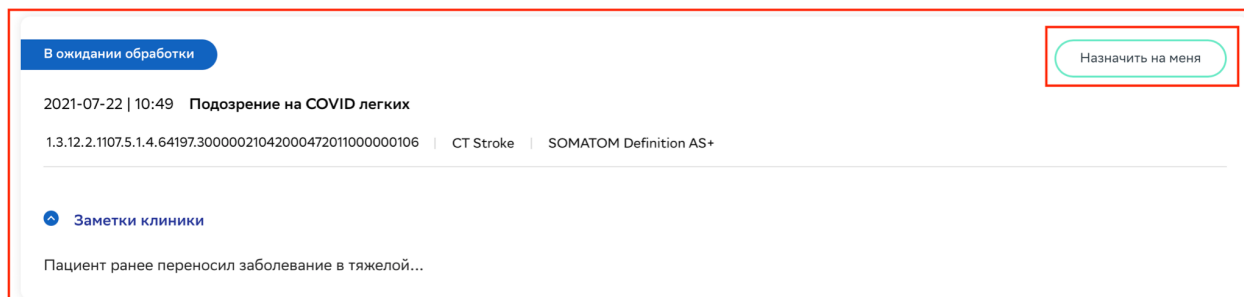 В ожидании обработки
Назначить на меня
2021-07-22 | 10:49 Подозрение на COVID легких
1.3.12.2.1107.5.1.4.64197.30000021042000472011000000106 | CT Stroke | SOMATOM Definition AS+
Заметки клиники
Пациент ранее переносил заболевание в тяжелой...